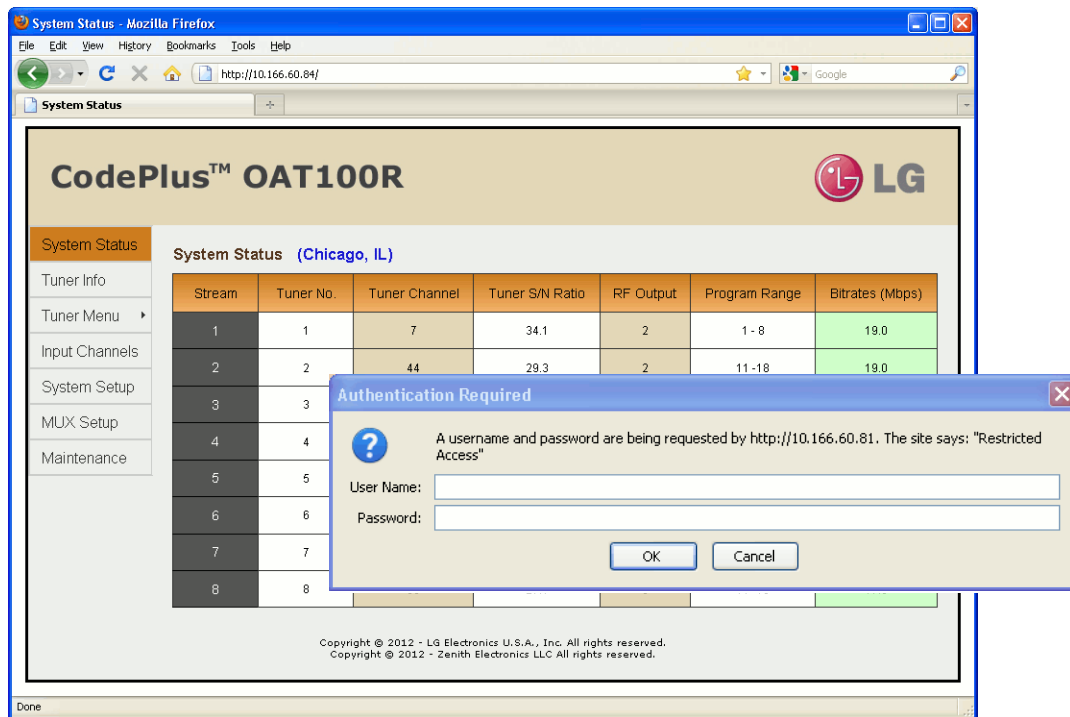 System Status - Mozilla Firefox
File Edit View History Bookmarks Tools Help
http://10.166.60.84/
Google
System Status
CodePlus™ OAT100R
LG
System Status
Tuner Info
Tuner Menu
Input Channels
System Setup
MUX Setup
Maintenance
System Status (Chicago, IL)
Stream Tuner No. Tuner Channel Tuner S/N Ratio RF Output Program Range Bitrates (Mbps)
1 1 7 34.1 2 1 - 8 19.0
2 2 44 29.3 2 11 -18 19.0
3 3
4 4
5 5
6 6
7 7
8 8
Authentication Required
A username and password are being requested by http://10.166.60.81. The site says: "Restricted
Access"
User Name:
Password:
OK Cancel
Copyright © 2012 - LG Electronics U.S.A., Inc. All rights reserved.
Copyright © 2012 - Zenith Electronics LLC All rights reserved.
Done